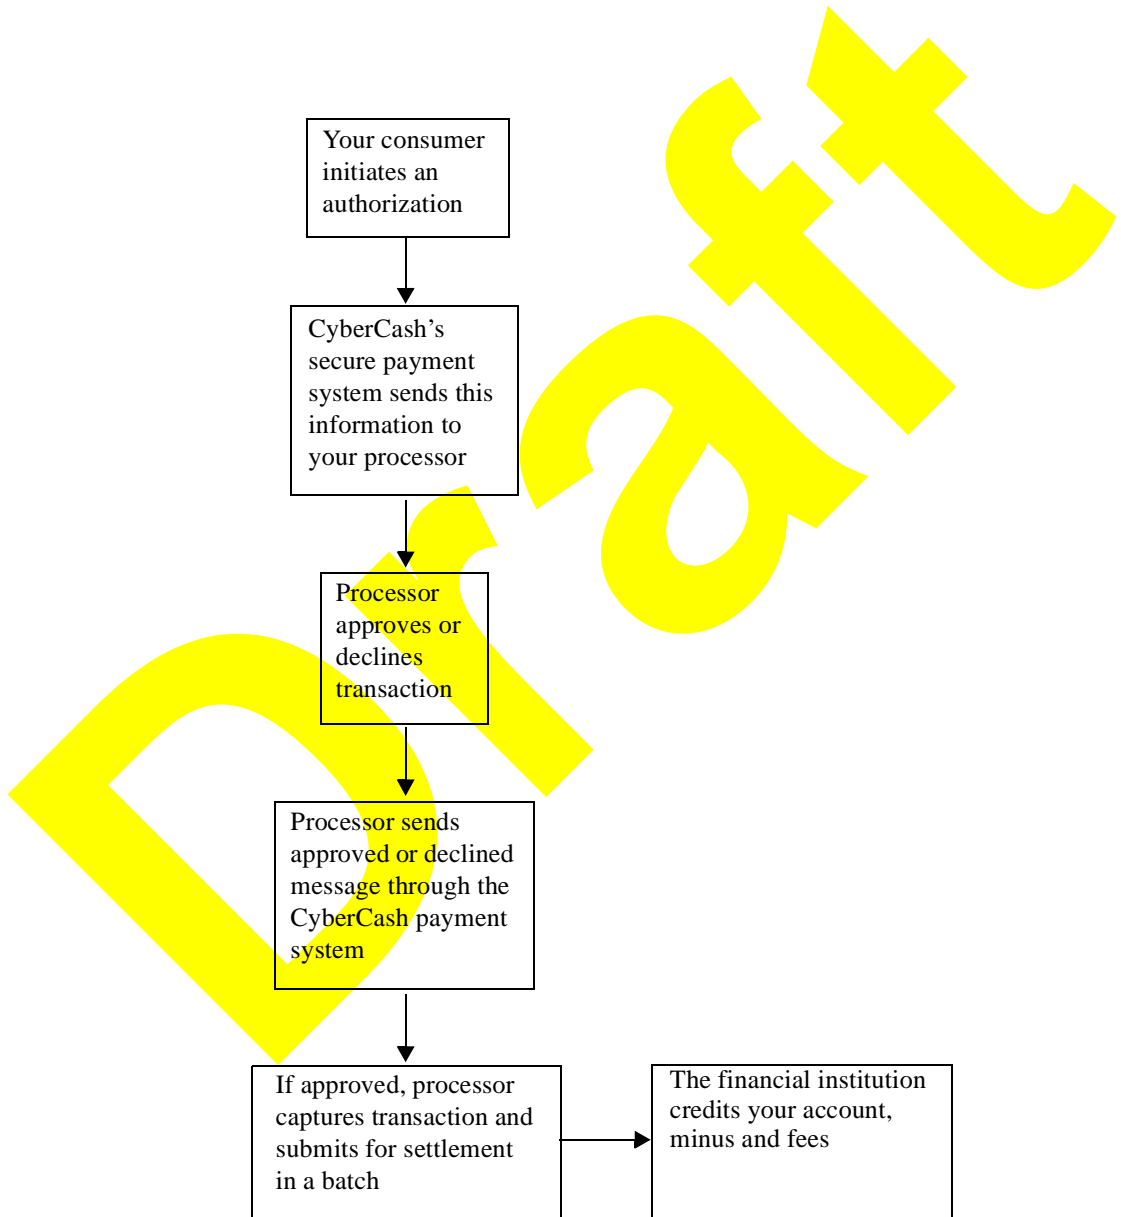 Your consumer
initiates an
authorization
CyberCash’s
secure payment
system sends this
information to
your processor
Processor
approves or
declines
transaction
Processor sends
approved or declined
message through the
CyberCash payment
system
If approved, processor
captures transaction and
submits for settlement
in a batch
The financial institution
credits your account,
minus and fees
Draft